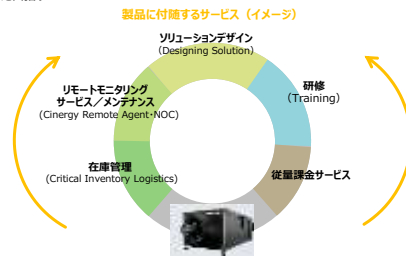 製品に付随するサービス（イメージ）
ソリューションデザイン
(Designing Solution)
リモートモニタリング
サービス／メンテナンス
(Cinergy Remote Agent・NOC)
研修
（Training）
在庫管理
(Critical Inventory Logistics)
従量課金サービス